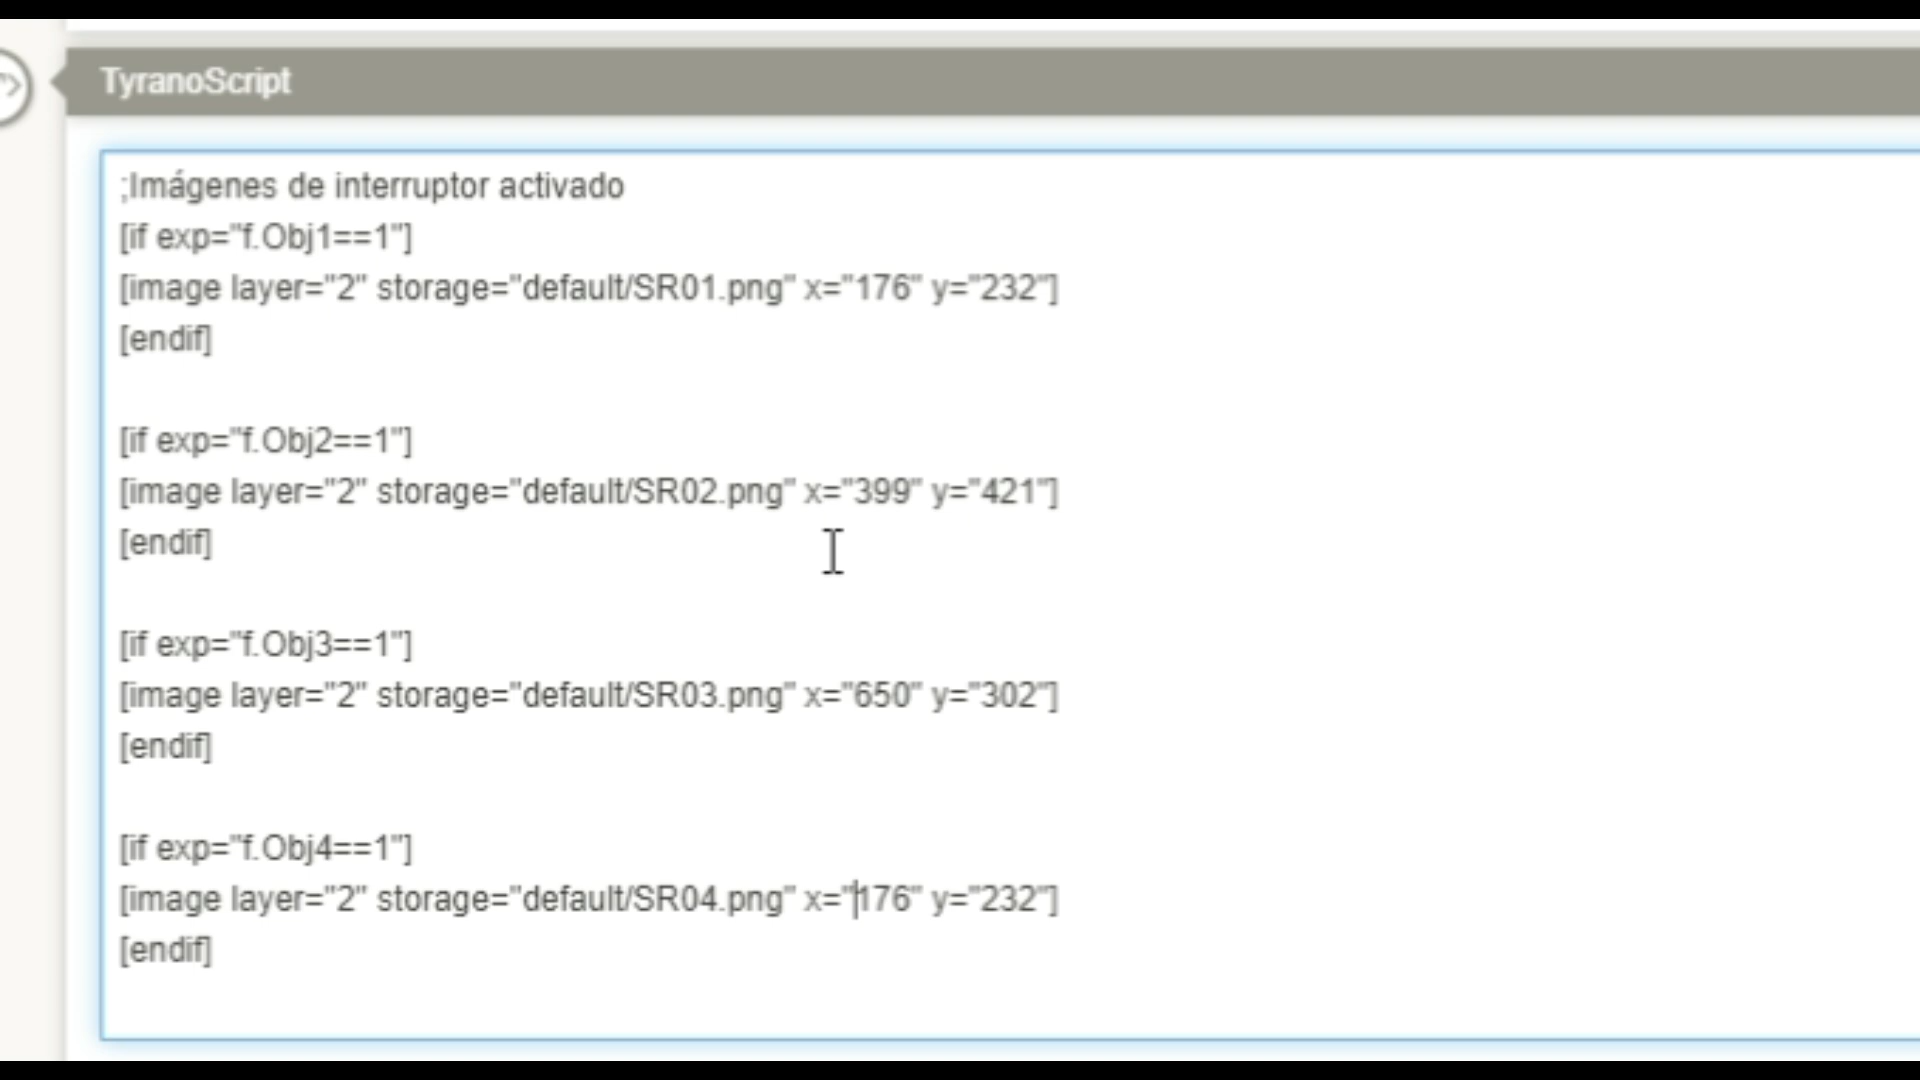 TyranoScript
;Imágenes de interruptor activado
[if exp="f.Obj1==1"]
[image layer="2" storage="default/SR01.png" x="176" y="232"]
[endif]
[if exp="f.Obj2==1"]
[image layer="2" storage="default/SR02.png" x="399" y="421"]
[endif]
[if exp="f.Obj3==1"]
[image layer="2" storage="default/SR03.png" x="650" y="302"]
[endif]
[if exp="f.Obj4==1"]
[image layer="2" storage="default/SR04.png" x="176" y="232"]
[endif]